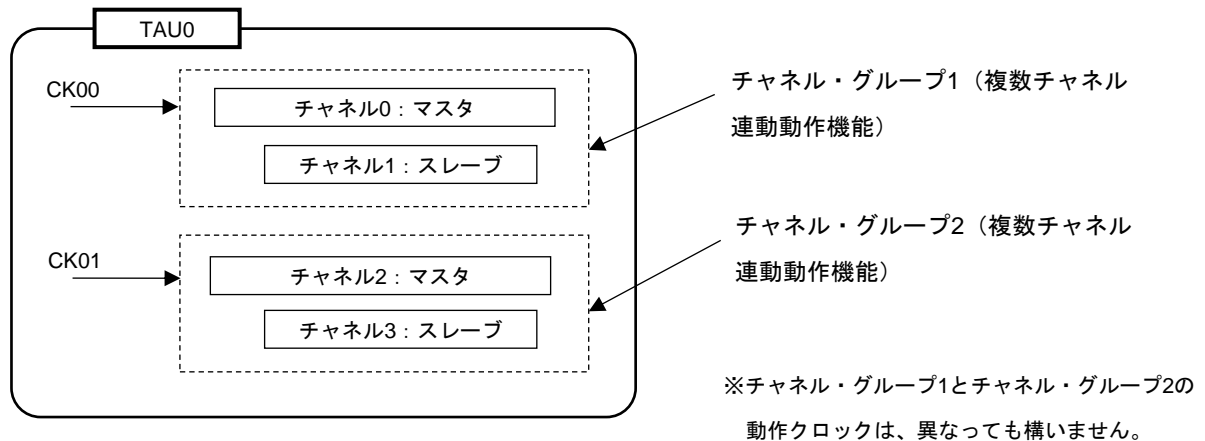 TAU0
CK00
チャネル0：マスタ
チャネル1：スレーブ
チャネル・グループ1（複数チャネル
連動動作機能）
CK01
チャネル2：マスタ
チャネル3：スレーブ
チャネル・グループ2（複数チャネル
連動動作機能）
※チャネル・グループ1とチャネル・グループ2の
動作クロックは、異なっても構いません。